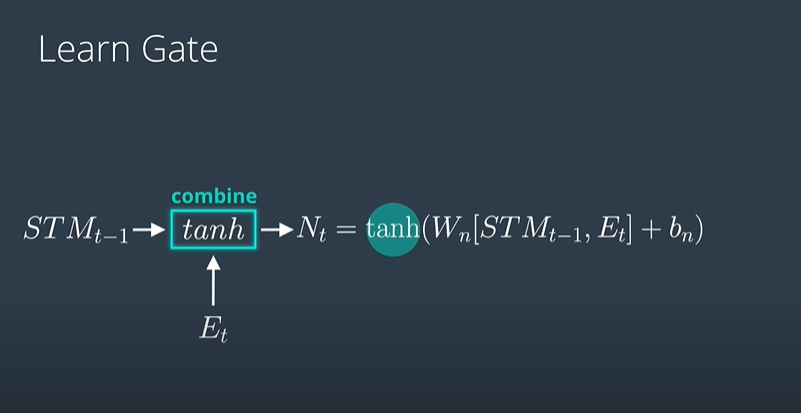 Learn Gate
combine
STM_{t-1} → tanh → N_t = tanh(W_n[STM_{t-1}, E_t] + b_n)
E_t